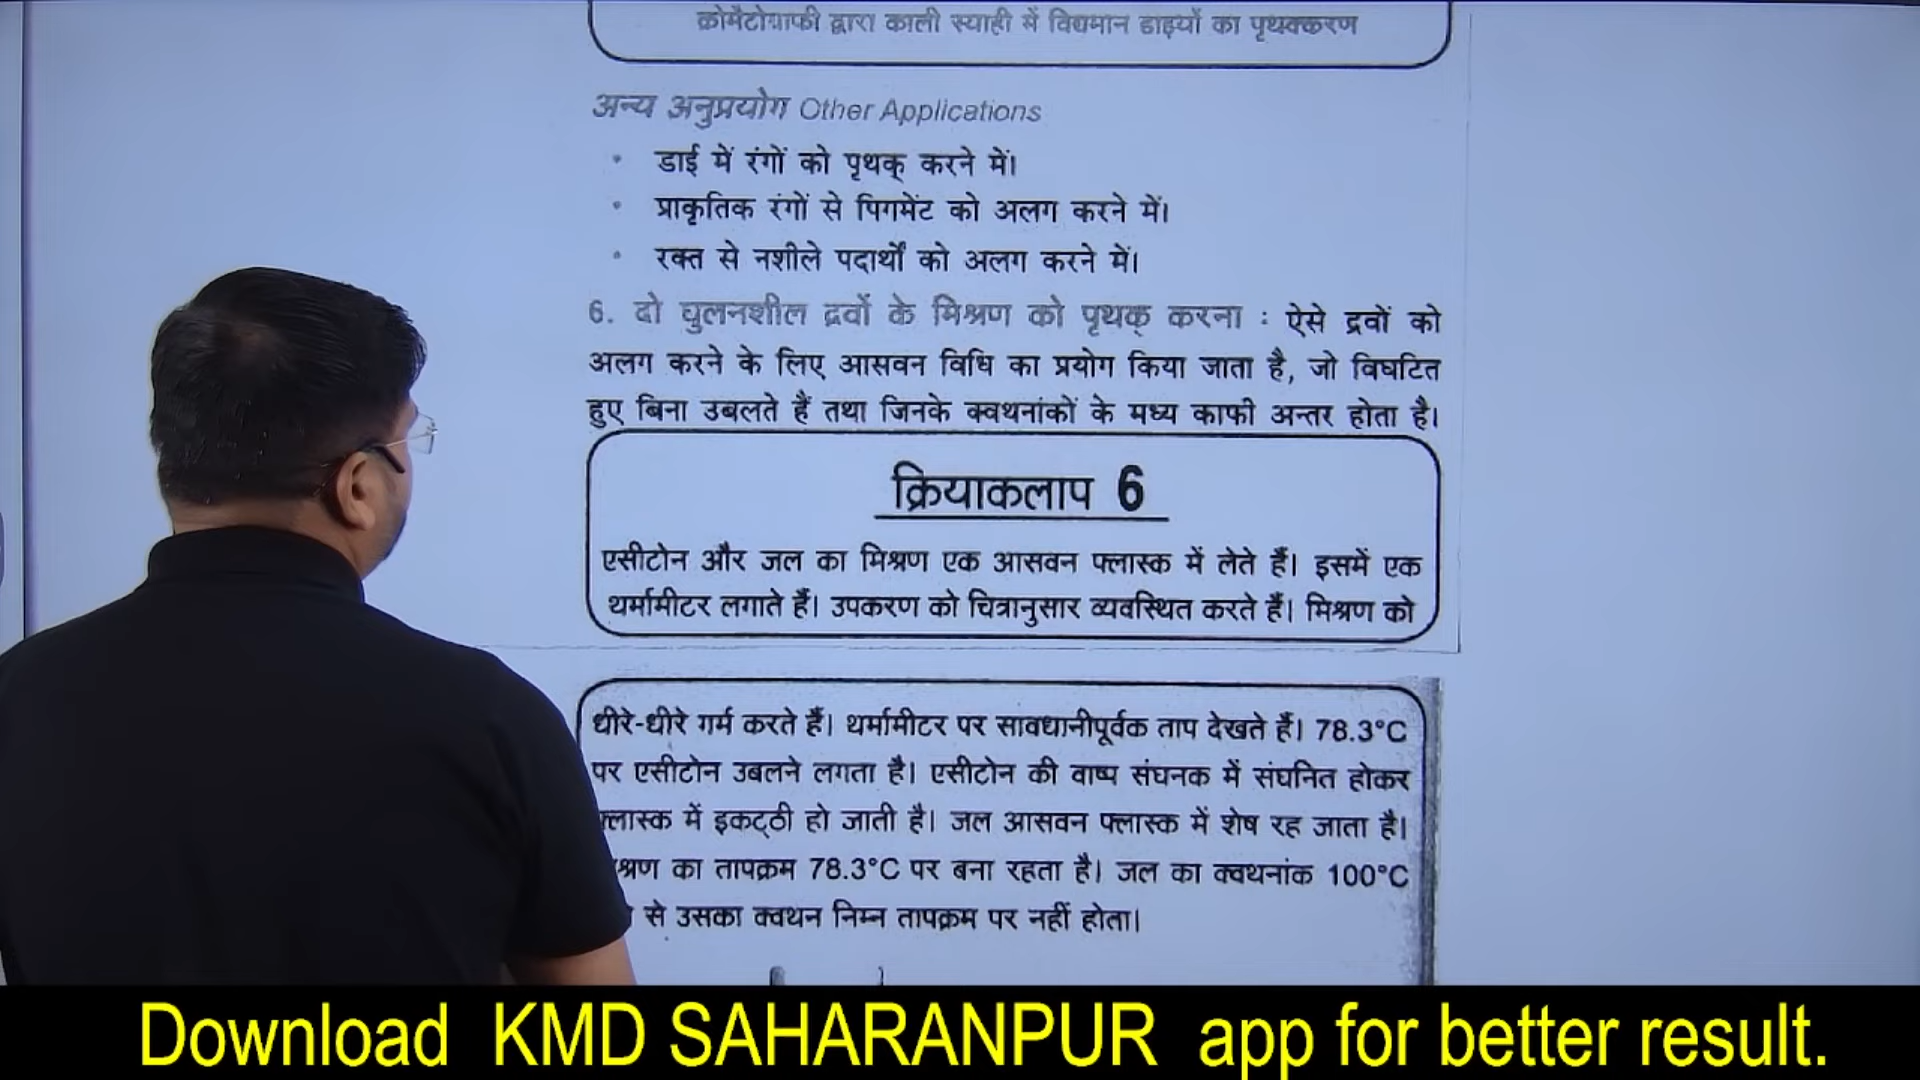 क्रोमैटोग्राफी द्वारा काली स्याही में विद्यमान डाइयों का पृथक्करण
अन्य अनुप्रयोग Other Applications
• डाई में रंगों को पृथक् करने में।
• प्राकृतिक रंगों से पिगमेंट को अलग करने में।
• रक्त से नशीले पदार्थों को अलग करने में।
6. दो घुलनशील द्रवों के मिश्रण को पृथक् करना : ऐसे द्रवों को
अलग करने के लिए आसवन विधि का प्रयोग किया जाता है, जो विघटित
हुए बिना उबलते हैं तथा जिनके क्वथनांकों के मध्य काफी अन्तर होता है।
क्रियाकलाप 6
एसीटोन और जल का मिश्रण एक आसवन फ्लास्क में लेते हैं। इसमें एक
थर्मामीटर लगाते हैं। उपकरण को चित्रानुसार व्यवस्थित करते हैं। मिश्रण को
धीरे-धीरे गर्म करते हैं। थर्मामीटर पर सावधानीपूर्वक ताप देखते हैं। 78.3°C
पर एसीटोन उबलने लगता है। एसीटोन की वाष्प संघनक में संघनित होकर
में इकट्ठी हो जाती है। जल आसवन फ्लास्क में शेष रह जाता है।
का तापक्रम 78.3°C पर बना रहता है। जल का क्वथनांक 100°C
से उसका क्वथन निम्न तापक्रम पर नहीं होता।
Download KMD SAHARANPUR app for better result.